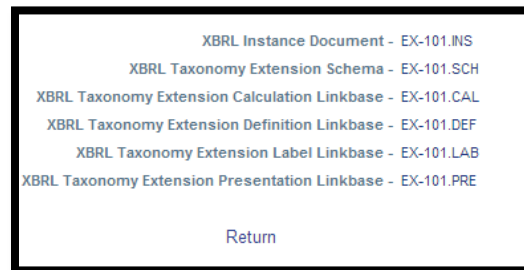 XBRL Instance Document - EX-101.INS
XBRL Taxonomy Extension Schema - EX-101.SCH
XBRL Taxonomy Extension Calculation Linkbase - EX-101.CAL
XBRL Taxonomy Extension Definition Linkbase - EX-101.DEF
XBRL Taxonomy Extension Label Linkbase - EX-101.LAB
XBRL Taxonomy Extension Presentation Linkbase - EX-101.PRE
Return